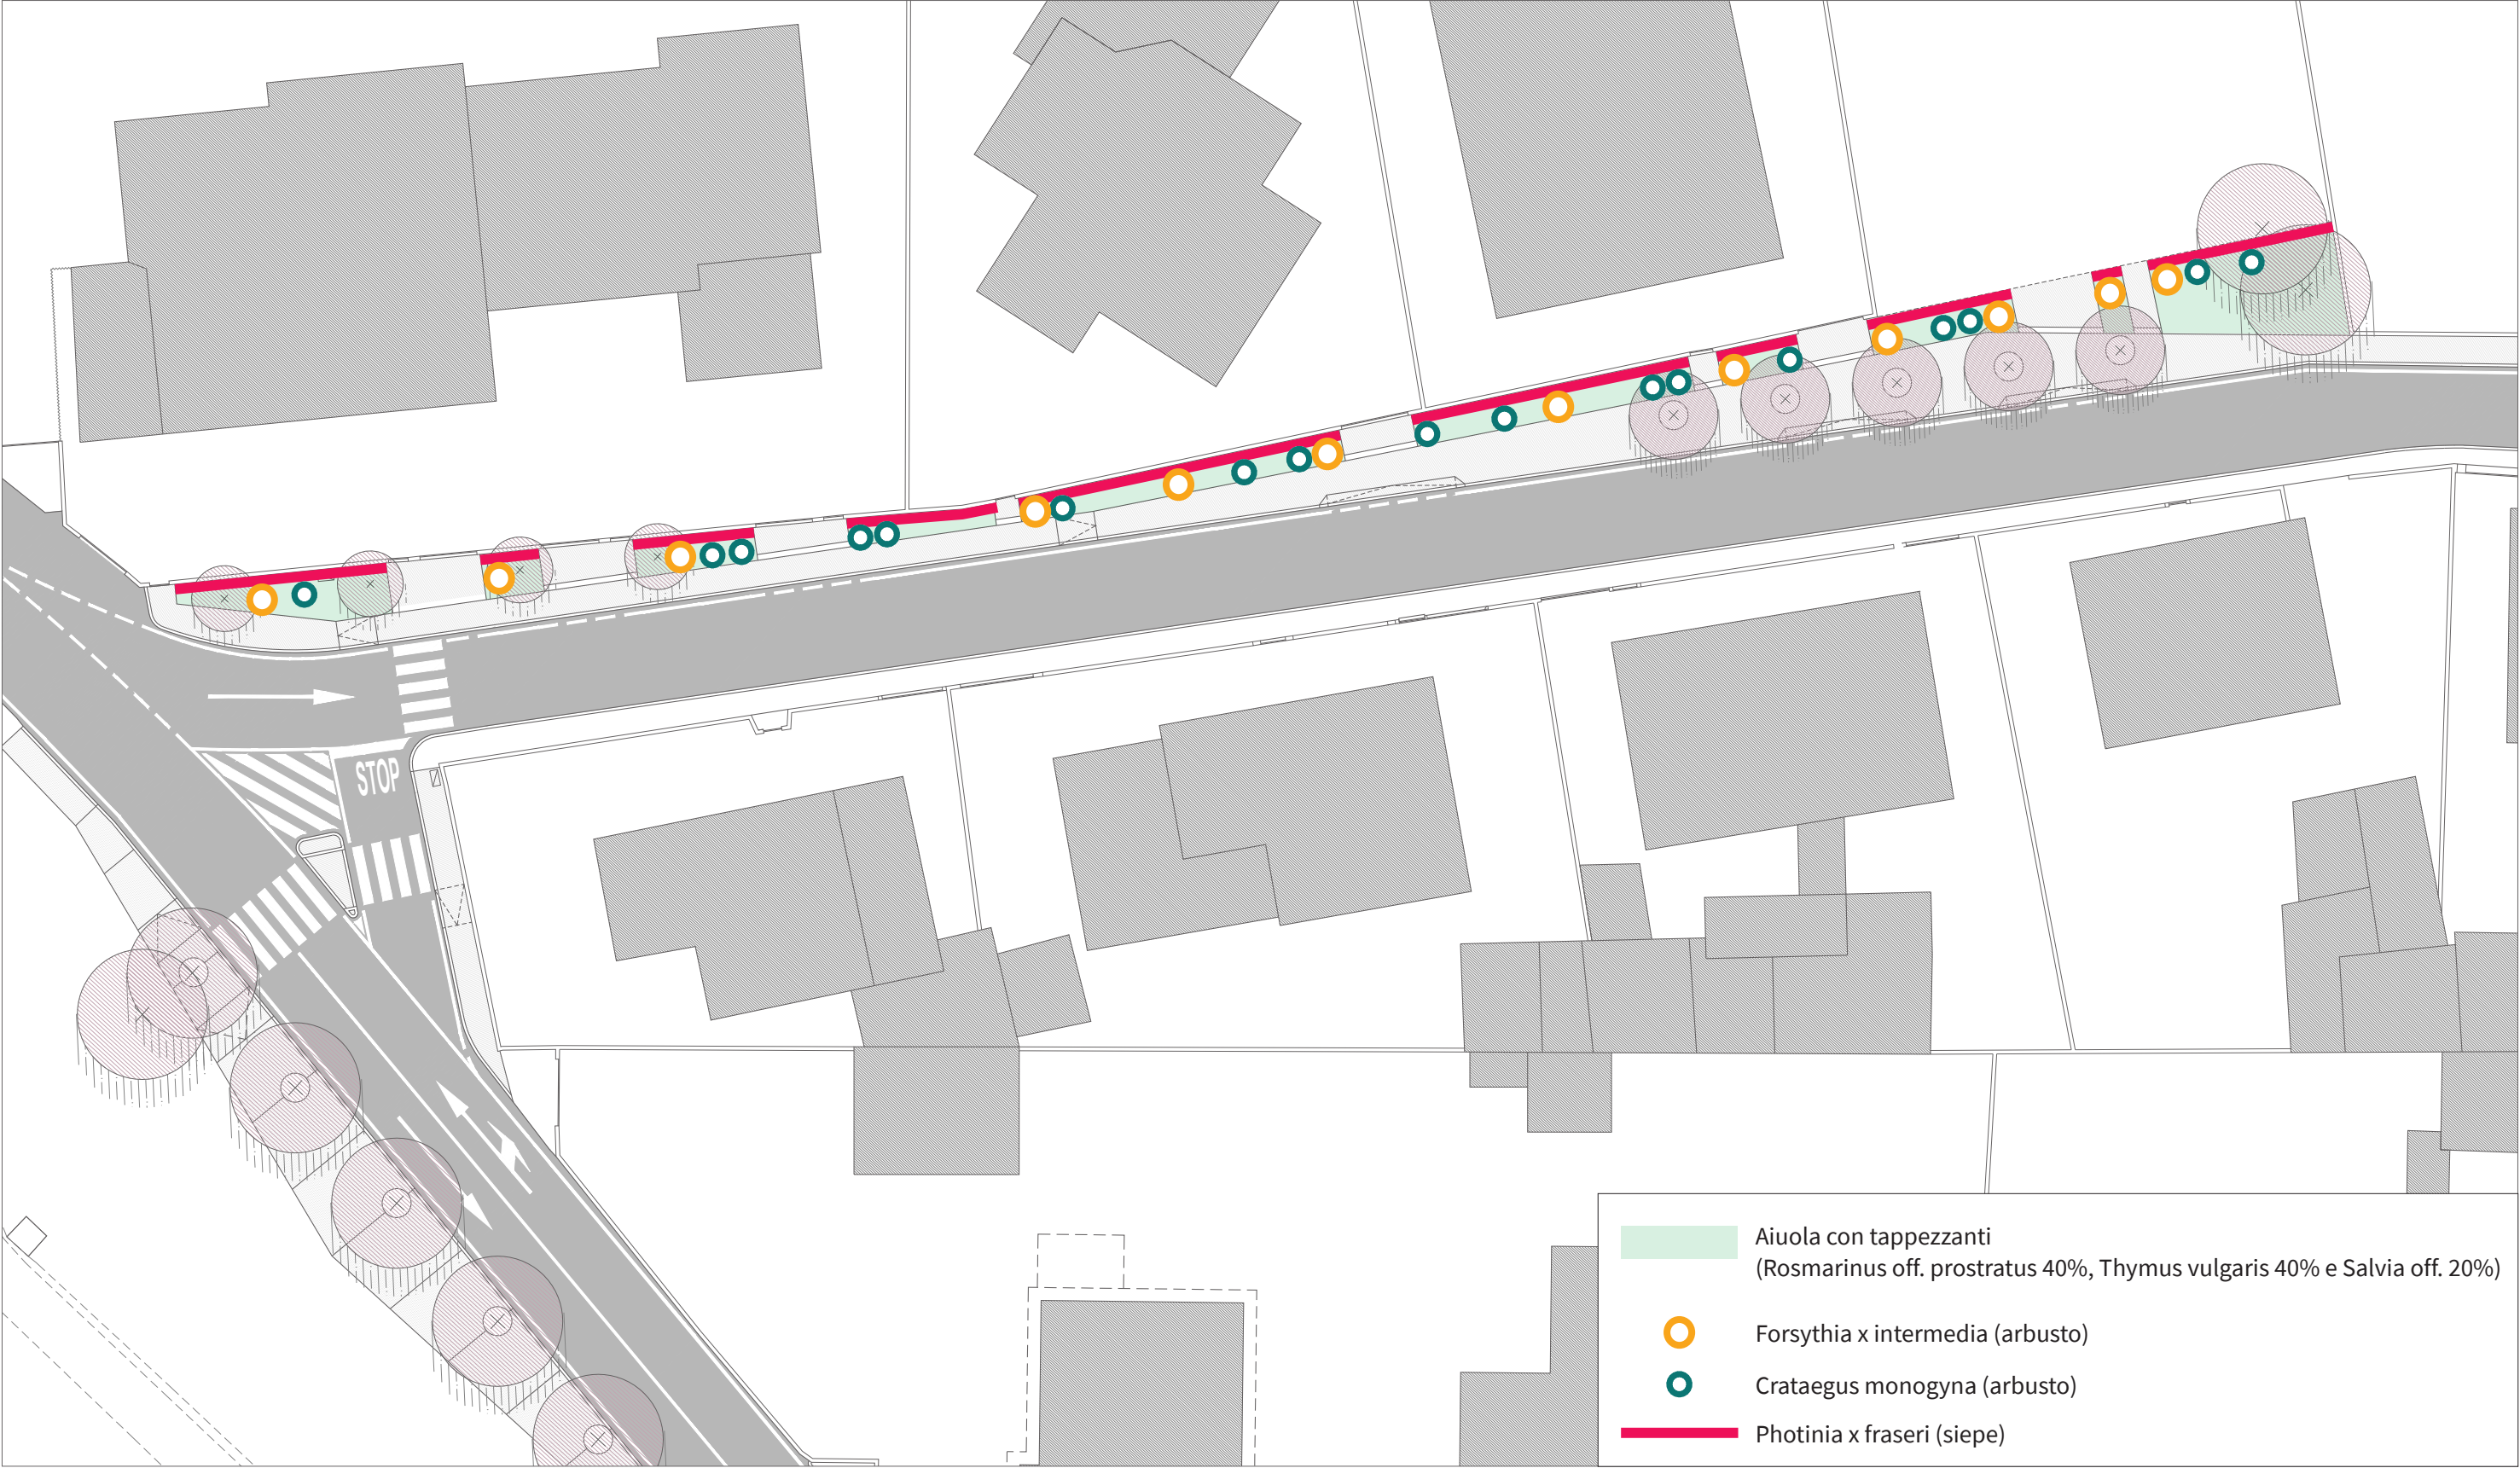 STOP
Aiuola con tappezzanti
(Rosmarinus off. prostratus 40%, Thymus vulgaris 40% e Salvia off. 20%)
Forsythia x intermedia (arbusto)
Crataegus monogyna (arbusto)
Photinia x fraseri (siepe)